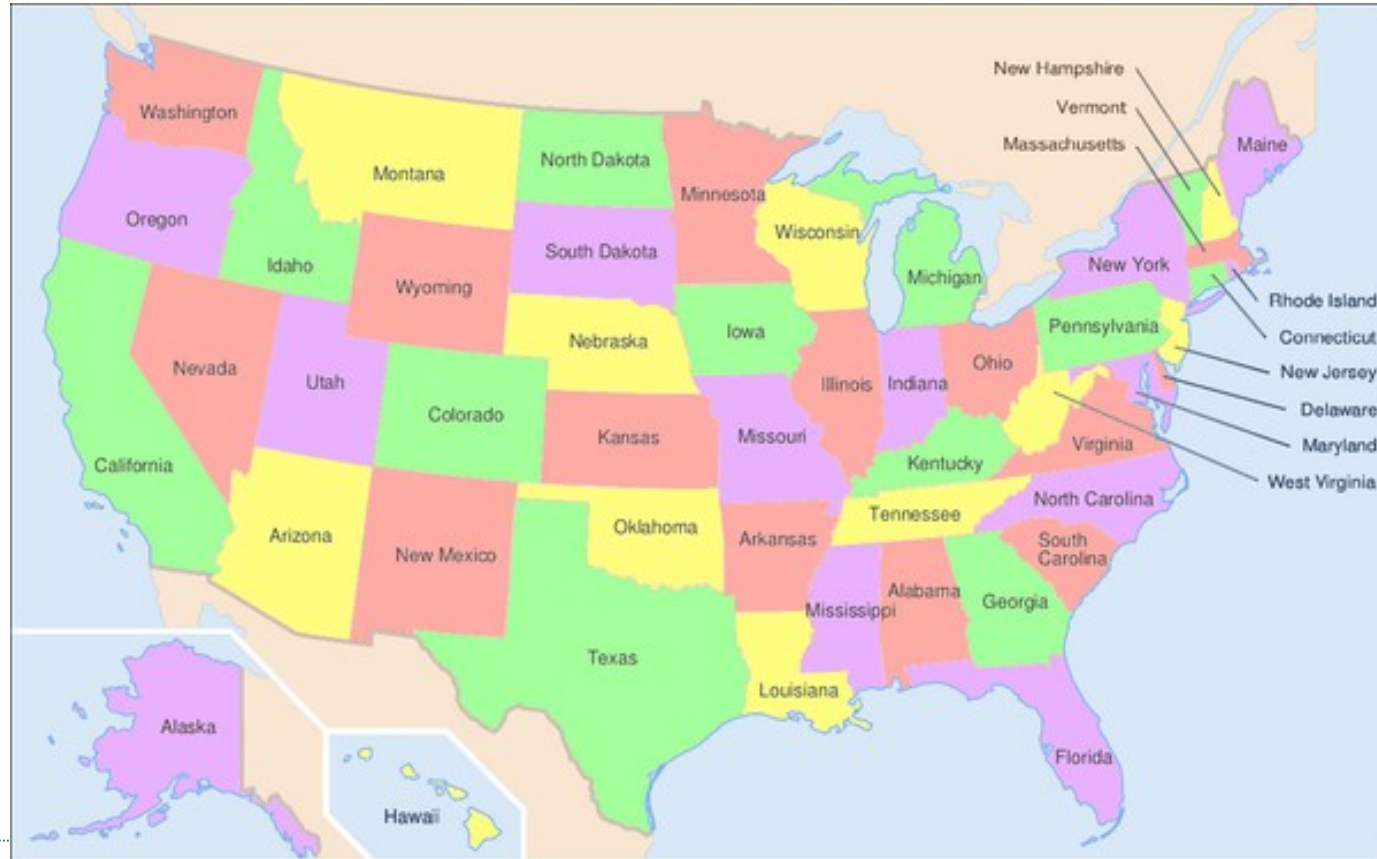 New Hampshire
Vermont
Massachusetts
Washington
Maine
Montana
North Dakota
Minnesota
Oregon
Wisconsin
South Dakota
New York
Idaho
Michigan
Wyoming
Rhode Island
Pennsylvania
Iowa
Connecticut
Nebraska
Nevada
Ohio
New Jersey
Utah
Illinois
Indiana
Colorado
Delaware
Kansas
Missouri
Virginia
Maryland
California
Kentucky
West Virginia
North Carolina
Tennessee
Oklahoma
Arizona
Arkansas
South
Carolina
New Mexico
Alabama
Georgia
Mississippi
Texas
Louisiana
Alaska
Florida
Hawaii